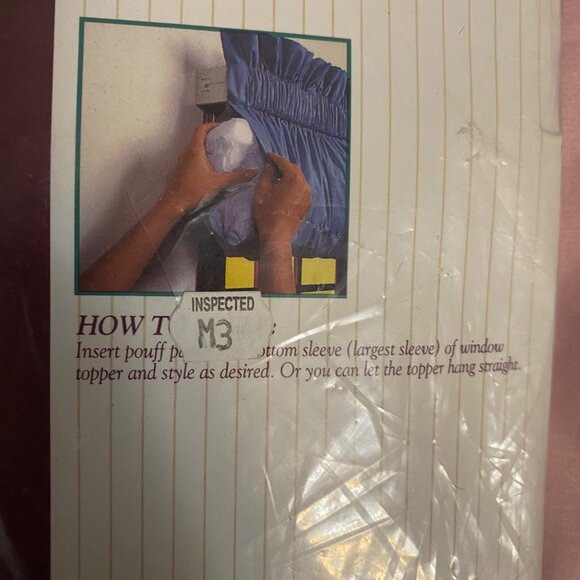 INSPECTED
M3
HOW T
Insert pouff p ottom sleeve (largest sleeve) of window
topper and style as desired. Or you can let the topper hang straight.